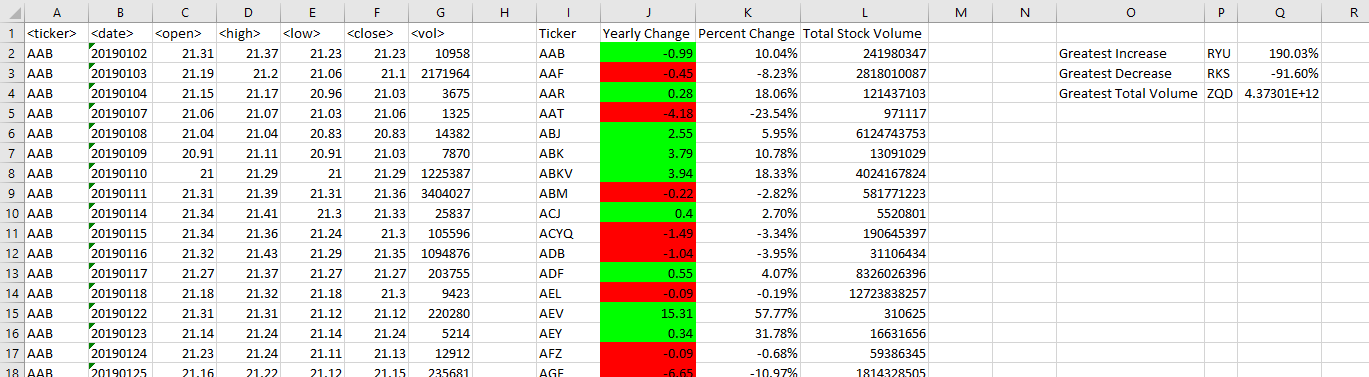 A B C D E F G H I J K L M N O P Q R
1 <ticker> <date> <open> <high> <low> <close> <vol> Ticker Yearly Change Percent Change Total Stock Volume
2 AAB 20190102 21.31 21.37 21.23 21.23 10958 AAB -0.99 10.04% 241980347 Greatest Increase RYU 190.03%
3 AAB 20190103 21.19 21.2 21.06 21.1 2171964 AAF -0.45 -8.23% 2818010087 Greatest Decrease RKS -91.60%
4 AAB 20190104 21.15 21.17 20.96 21.03 3675 AAR 0.28 18.06% 121437103 Greatest Total Volume ZQD 4.37301E+12
5 AAB 20190107 21.06 21.07 21.03 21.06 1325 AAT -4.18 -23.54% 971117
6 AAB 20190108 21.04 21.04 20.83 20.83 14382 ABJ 2.55 5.95% 6124743753
7 AAB 20190109 20.91 21.11 20.91 21.03 7870 ABK 3.79 10.78% 13091029
8 AAB 20190110 21 21.29 21 21.29 1225387 ABKV 3.94 18.33% 4024167824
9 AAB 20190111 21.31 21.39 21.31 21.36 3404027 ABM -0.22 -2.82% 581771223
10 AAB 20190114 21.34 21.41 21.3 21.33 25837 ACJ 0.4 2.70% 5520801
11 AAB 20190115 21.34 21.36 21.24 21.3 105596 ACYQ -1.49 -3.34% 190645397
12 AAB 20190116 21.32 21.43 21.29 21.35 1094876 ADB -1.04 -3.95% 31106434
13 AAB 20190117 21.27 21.37 21.27 21.27 203755 ADF 0.55 4.07% 8326026396
14 AAB 20190118 21.18 21.32 21.18 21.3 9423 AEL -0.09 -0.19% 12723838257
15 AAB 20190122 21.31 21.31 21.12 21.12 220280 AEV 15.31 57.77% 310625
16 AAB 20190123 21.14 21.24 21.14 21.24 5214 AEY 0.34 31.78% 16631656
17 AAB 20190124 21.23 21.24 21.11 21.13 12912 AFZ -0.09 -0.68% 59386345
18 AAB 20190125 21.16 21.22 21.12 21.15 235681 AGE -6.65 -10.97% 1814328505